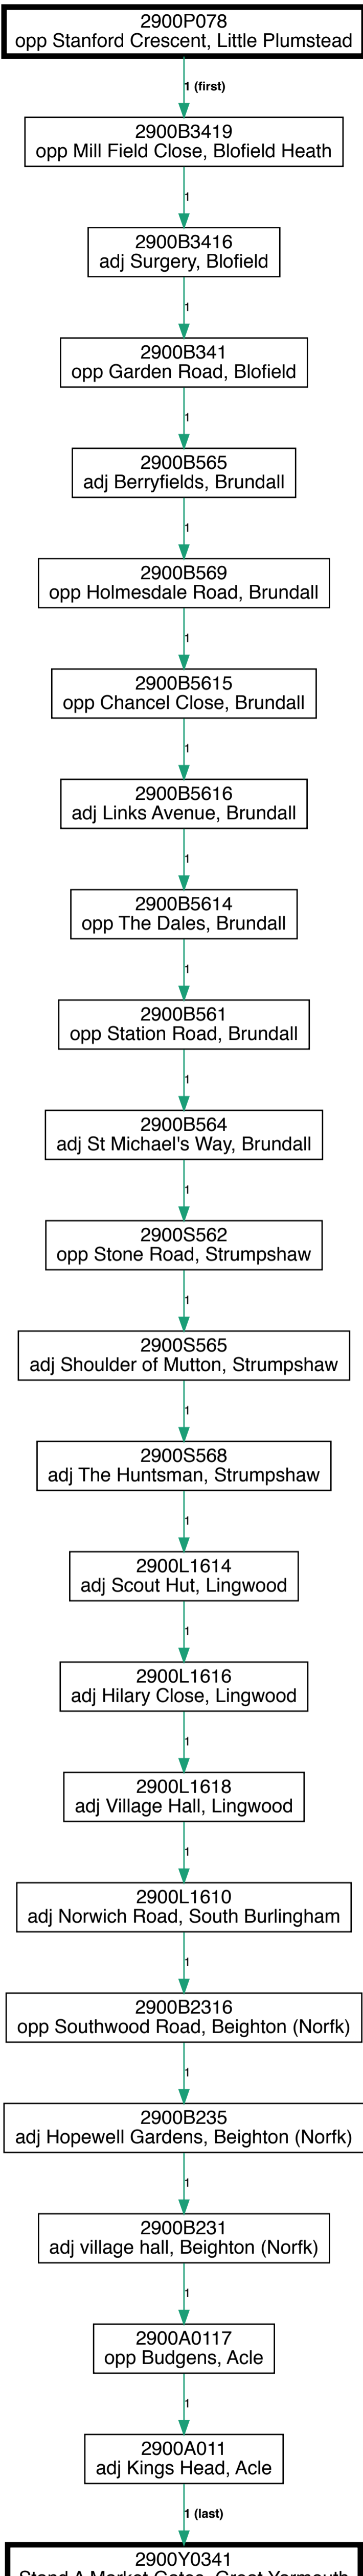 2900P078
opp Stanford Crescent, Little Plumstead
1 (first)
2900B3419
opp Mill Field Close, Blofield Heath
1
2900B3416
adj Surgery, Blofield
1
2900B341
opp Garden Road, Blofield
1
2900B565
adj Berryfields, Brundall
1
2900B569
opp Holmesdale Road, Brundall
1
2900B5615
opp Chancel Close, Brundall
1
2900B5616
adj Links Avenue, Brundall
1
2900B5614
opp The Dales, Brundall
1
2900B561
opp Station Road, Brundall
1
2900B564
adj St Michael's Way, Brundall
1
2900S562
opp Stone Road, Strumpshaw
1
2900S565
adj Shoulder of Mutton, Strumpshaw
1
2900S568
adj The Huntsman, Strumpshaw
1
2900L1614
adj Scout Hut, Lingwood
1
2900L1616
adj Hilary Close, Lingwood
1
2900L1618
adj Village Hall, Lingwood
1
2900L1610
adj Norwich Road, South Burlingham
1
2900B2316
opp Southwood Road, Beighton (Norfk)
1
2900B235
adj Hopewell Gardens, Beighton (Norfk)
1
2900B231
adj village hall, Beighton (Norfk)
1
2900A0117
opp Budgens, Acle
1
2900A011
adj Kings Head, Acle
1 (last)
2900Y0341
Stand A Market Gates, Great Yarmouth